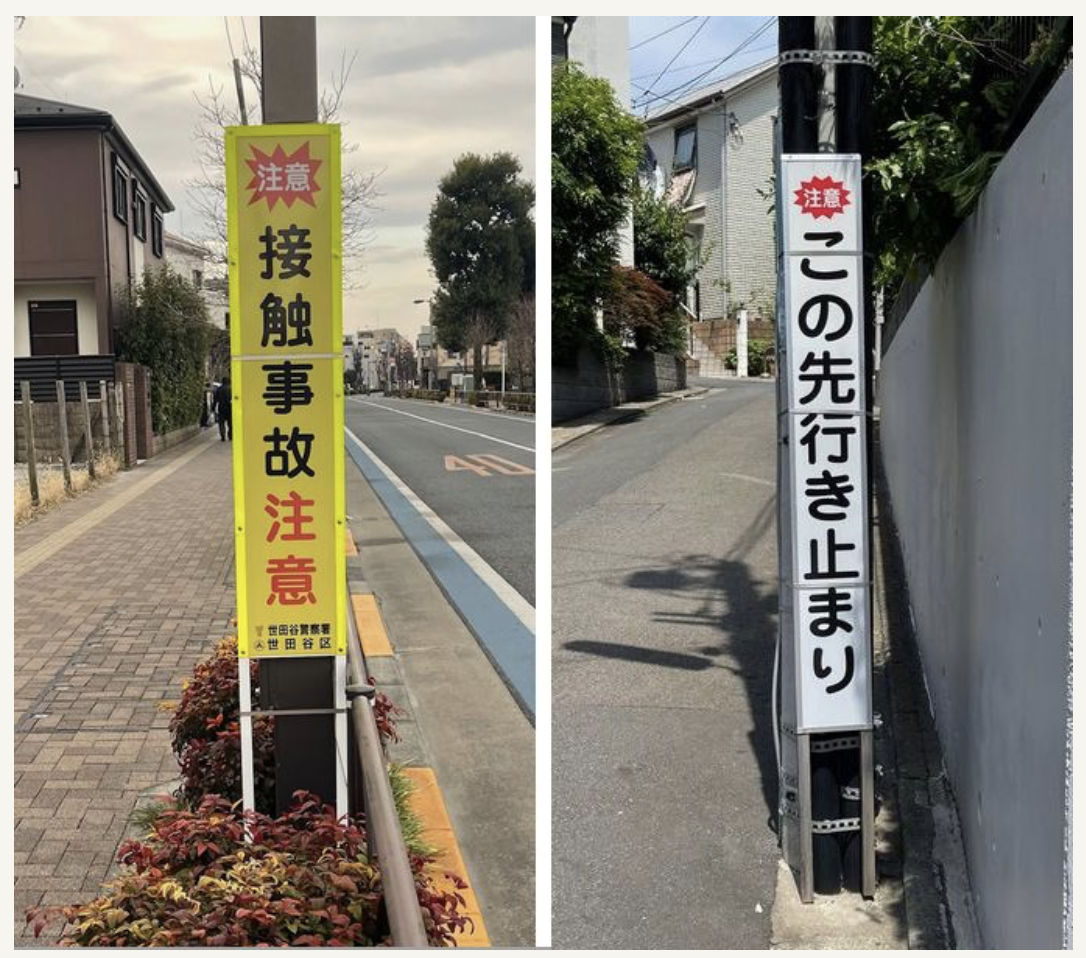 注意
接触事故注意
世田谷警察署
世田谷区
40
注意
この先行き止まり